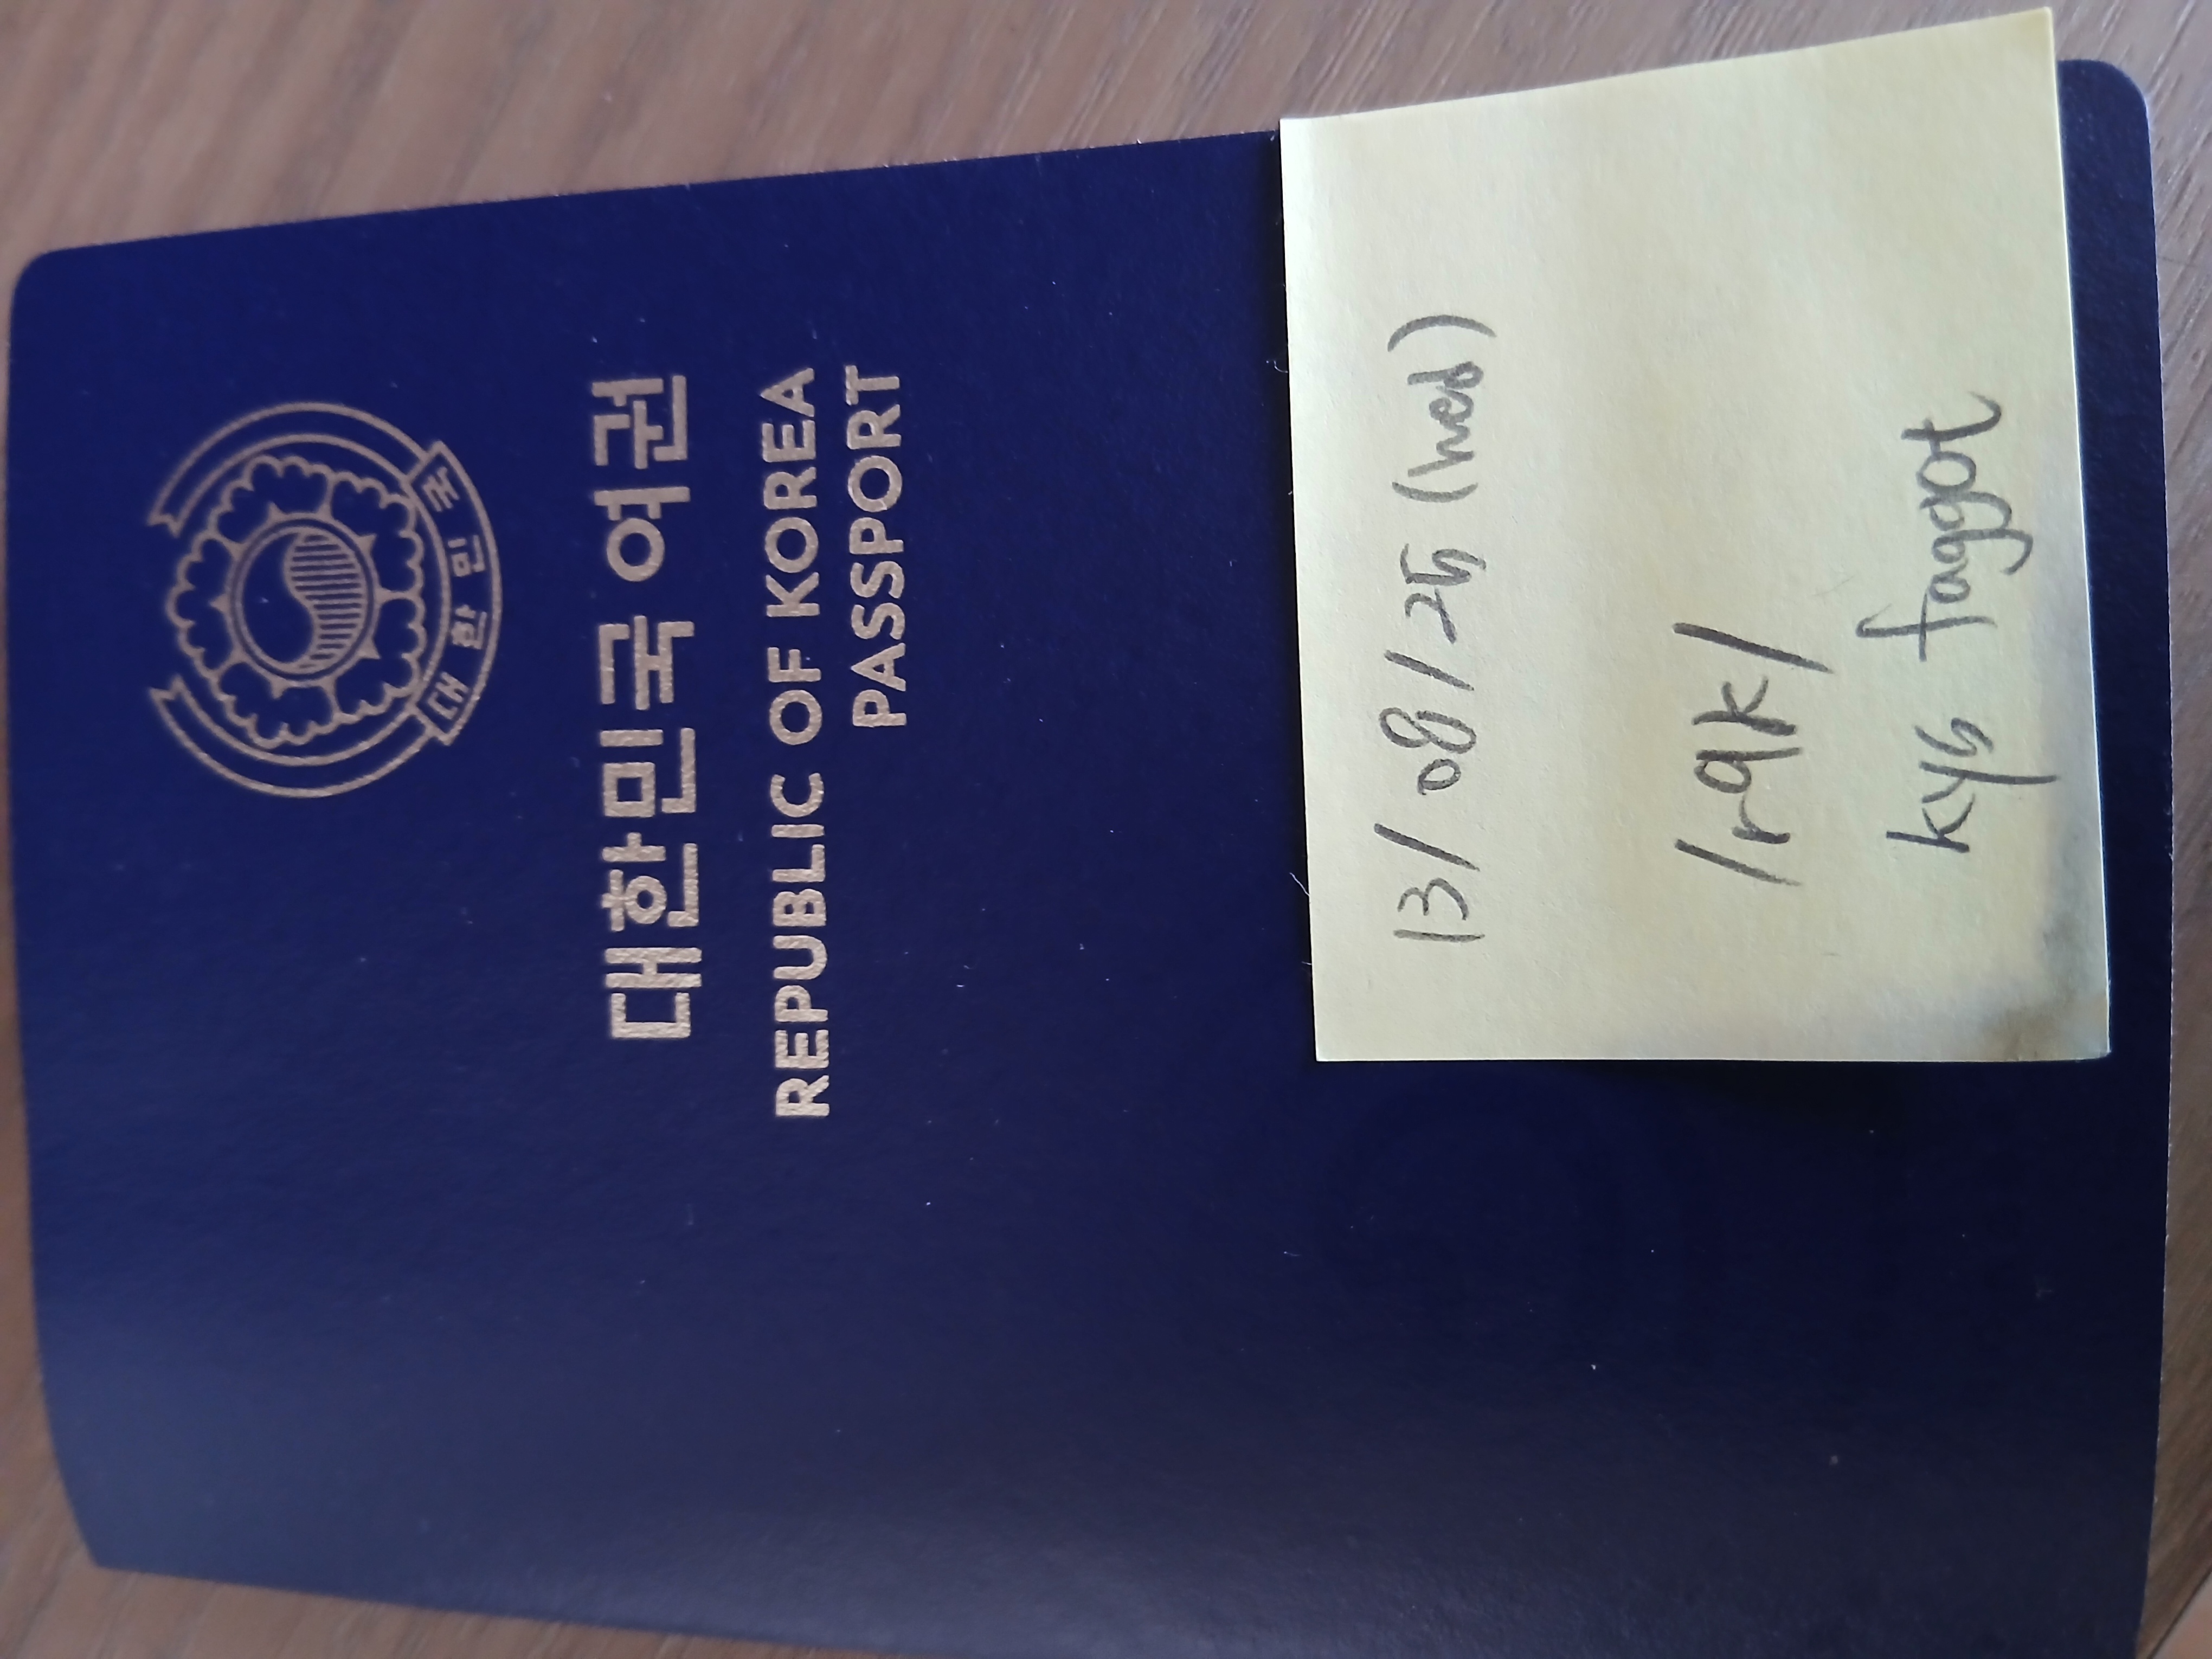 대한민국
대한민국 여권
REPUBLIC OF KOREA
PASSPORT
13/08/25 (wed)
/r9k/
kys faggot